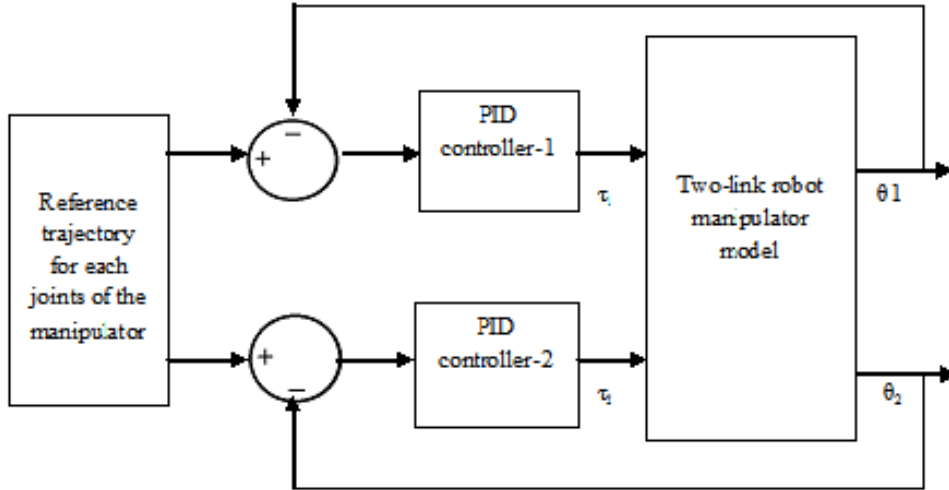 Reference
trajectory
for each
joints of the
manipulator
−
+
PID
controller-1
τ
+
−
PID
controller-2
τ
Two-link robot
manipulator
model
θ1
θ₂